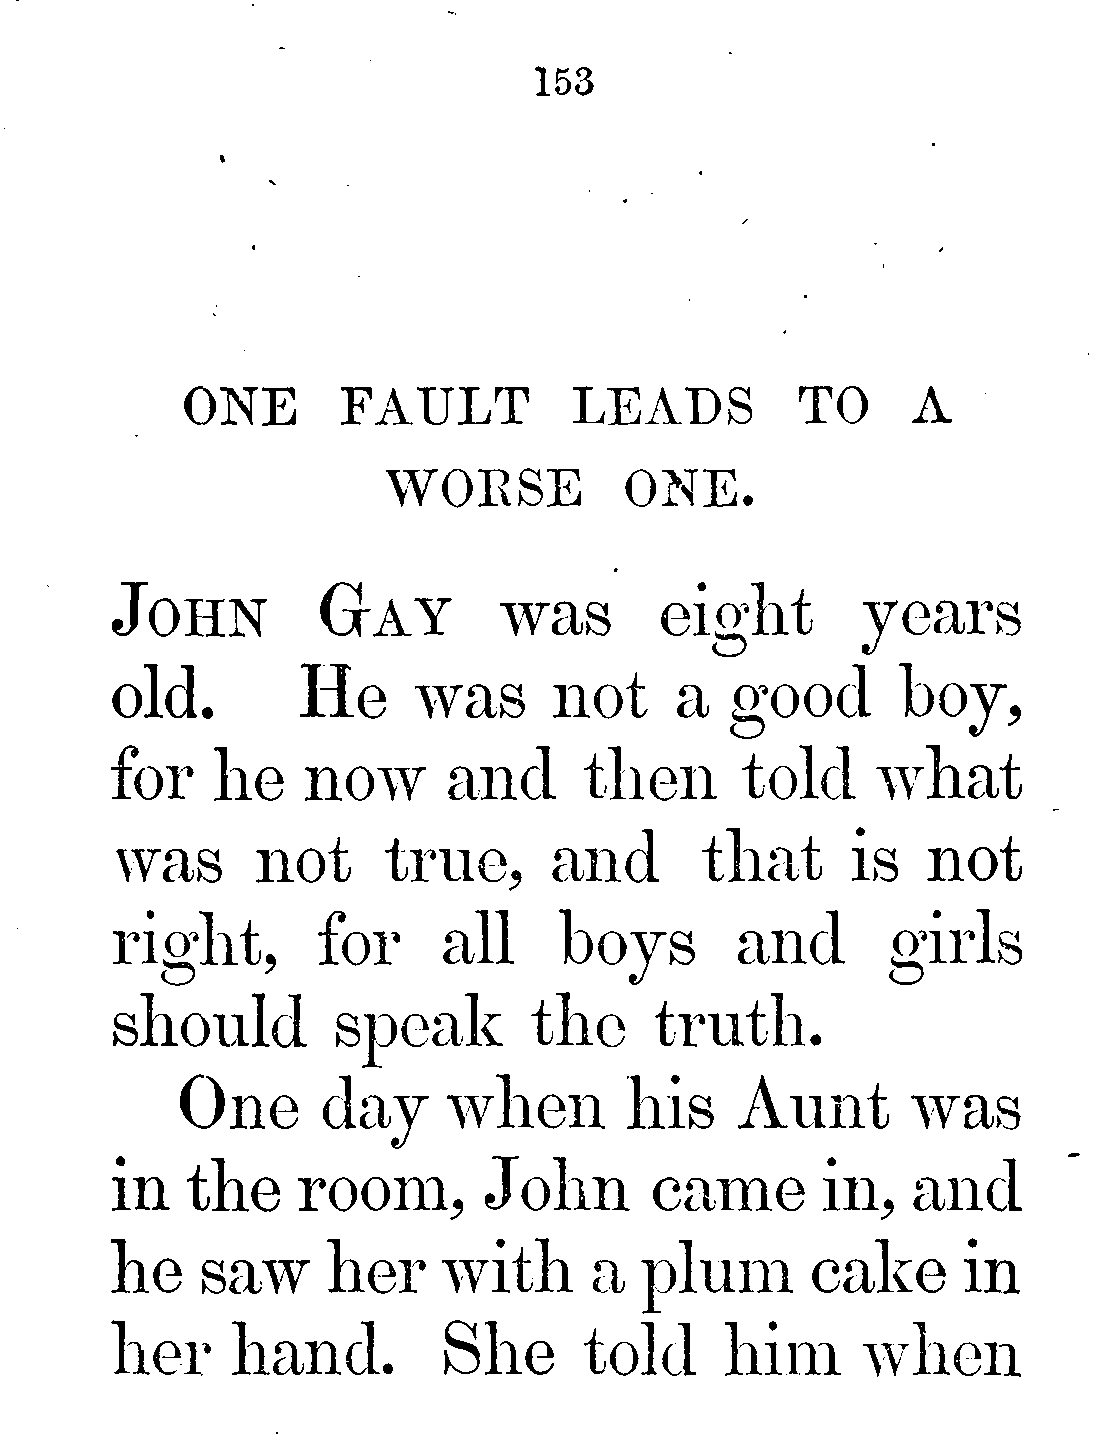 153
ONE FAULT LEADS TO A
WORSE ONE.
JOHN GAY was eight years
old. He was not a good boy,
for he now and then told what
was not true, and that is not
right, for all boys and girls
should speak the truth.
One day when his Aunt was
in the room, John came in, and
he saw her with a plum cake in
her hand. She told him when